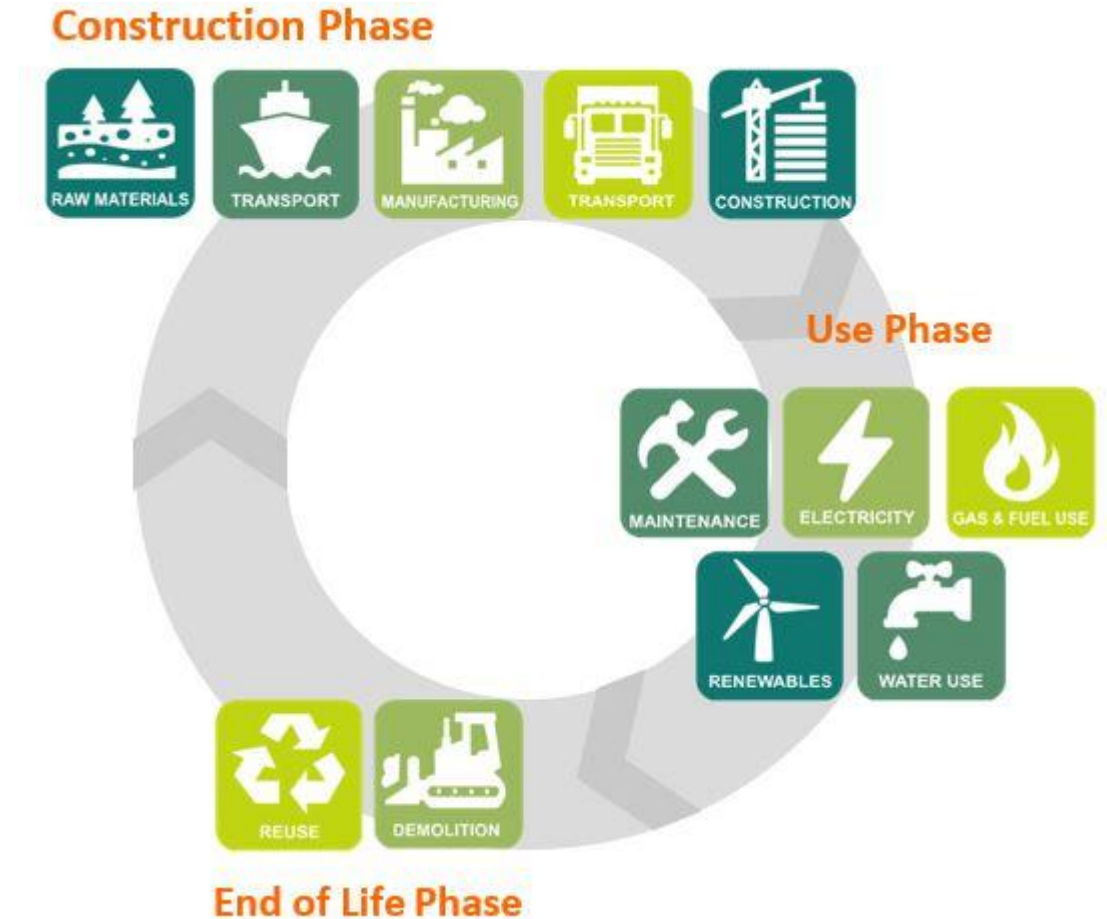 Construction Phase
RAW MATERIALS
TRANSPORT
MANUFACTURING
TRANSPORT
CONSTRUCTION
Use Phase
MAINTENANCE
ELECTRICITY
GAS & FUEL USE
RENEWABLES
WATER USE
REUSE
DEMOLITION
End of Life Phase